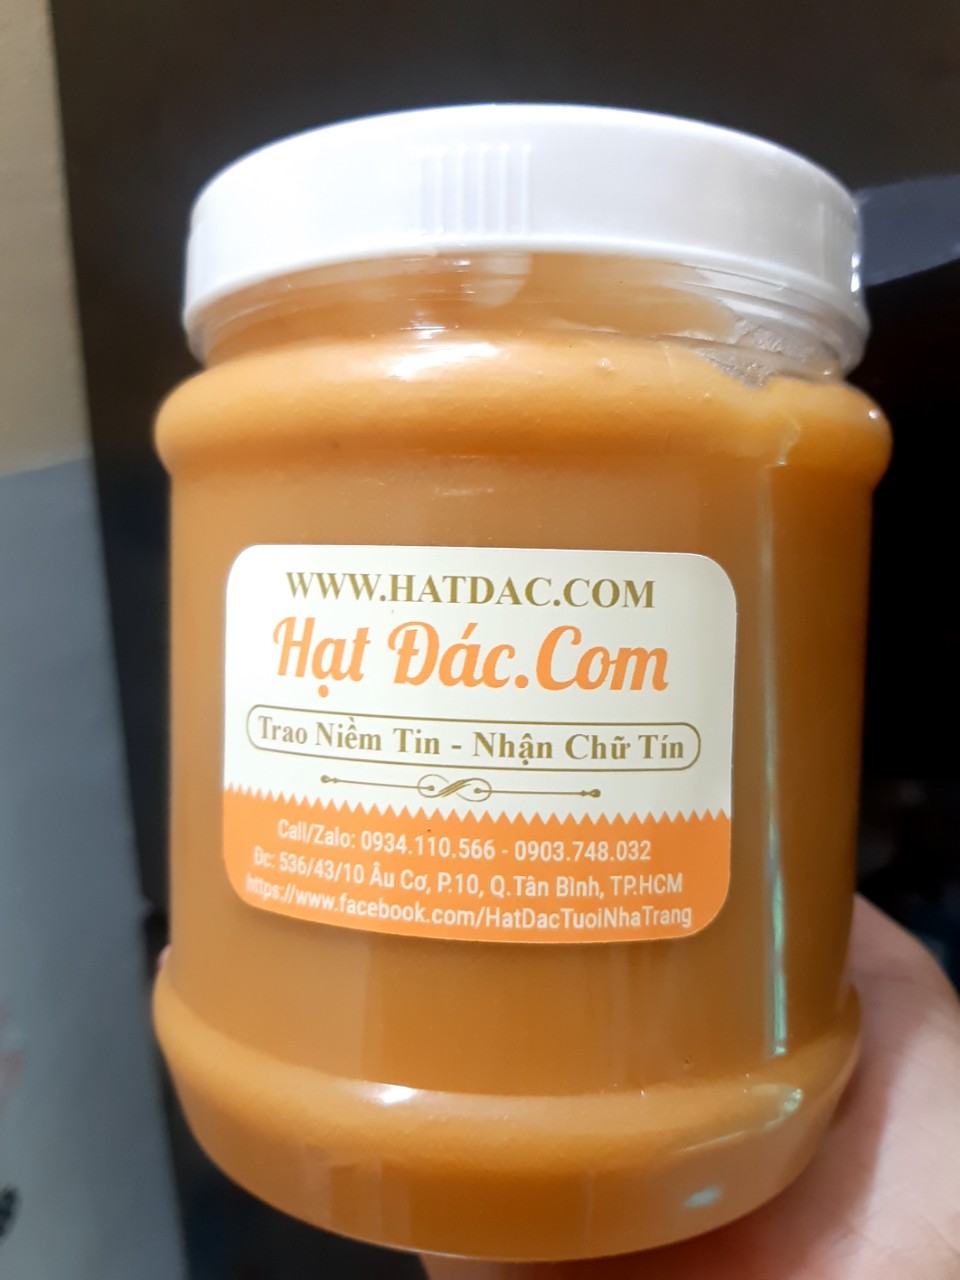 WWW.HATDAC.COM
Hạt Đác.Com
Trao Niềm Tin - Nhận Chữ Tín
Call/Zalo: 0934.110.566 - 0903.748.032
Đc: 536/43/10 Âu Cơ, P.10, Q.Tân Bình, TP.HCM
https://www.facebook.com/HatDacTuoiNhaTrang